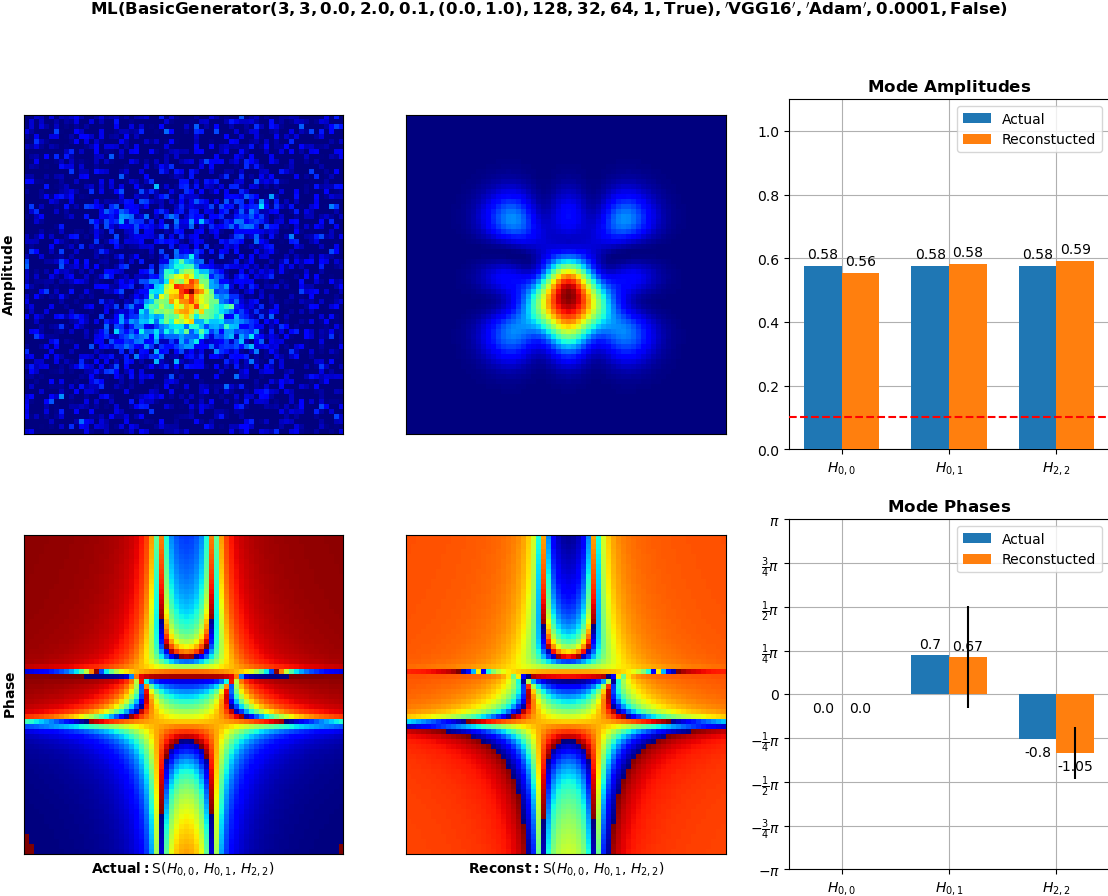 ML(BasicGenerator(3, 3, 0.0, 2.0, 0.1, (0.0, 1.0), 128, 32, 64, 1, True), ′VGG16′, ′Adam′, 0.0001, False)
Amplitude
Mode Amplitudes
Actual
Reconstucted
1.0
0.8
0.6
0.4
0.2
0.0
0.58 0.56 0.58 0.58 0.58 0.59
H0,0 H0,1 H2,2
Phase
Actual: S(H0,0, H0,1, H2,2)
Reconst: S(H0,0, H0,1, H2,2)
Mode Phases
Actual
Reconstucted
π
3/4π
1/2π
1/4π
0
−1/4π
−1/2π
−3/4π
−π
0.0 0.0 0.7 0.67 -0.8 -1.05
H0,0 H0,1 H2,2